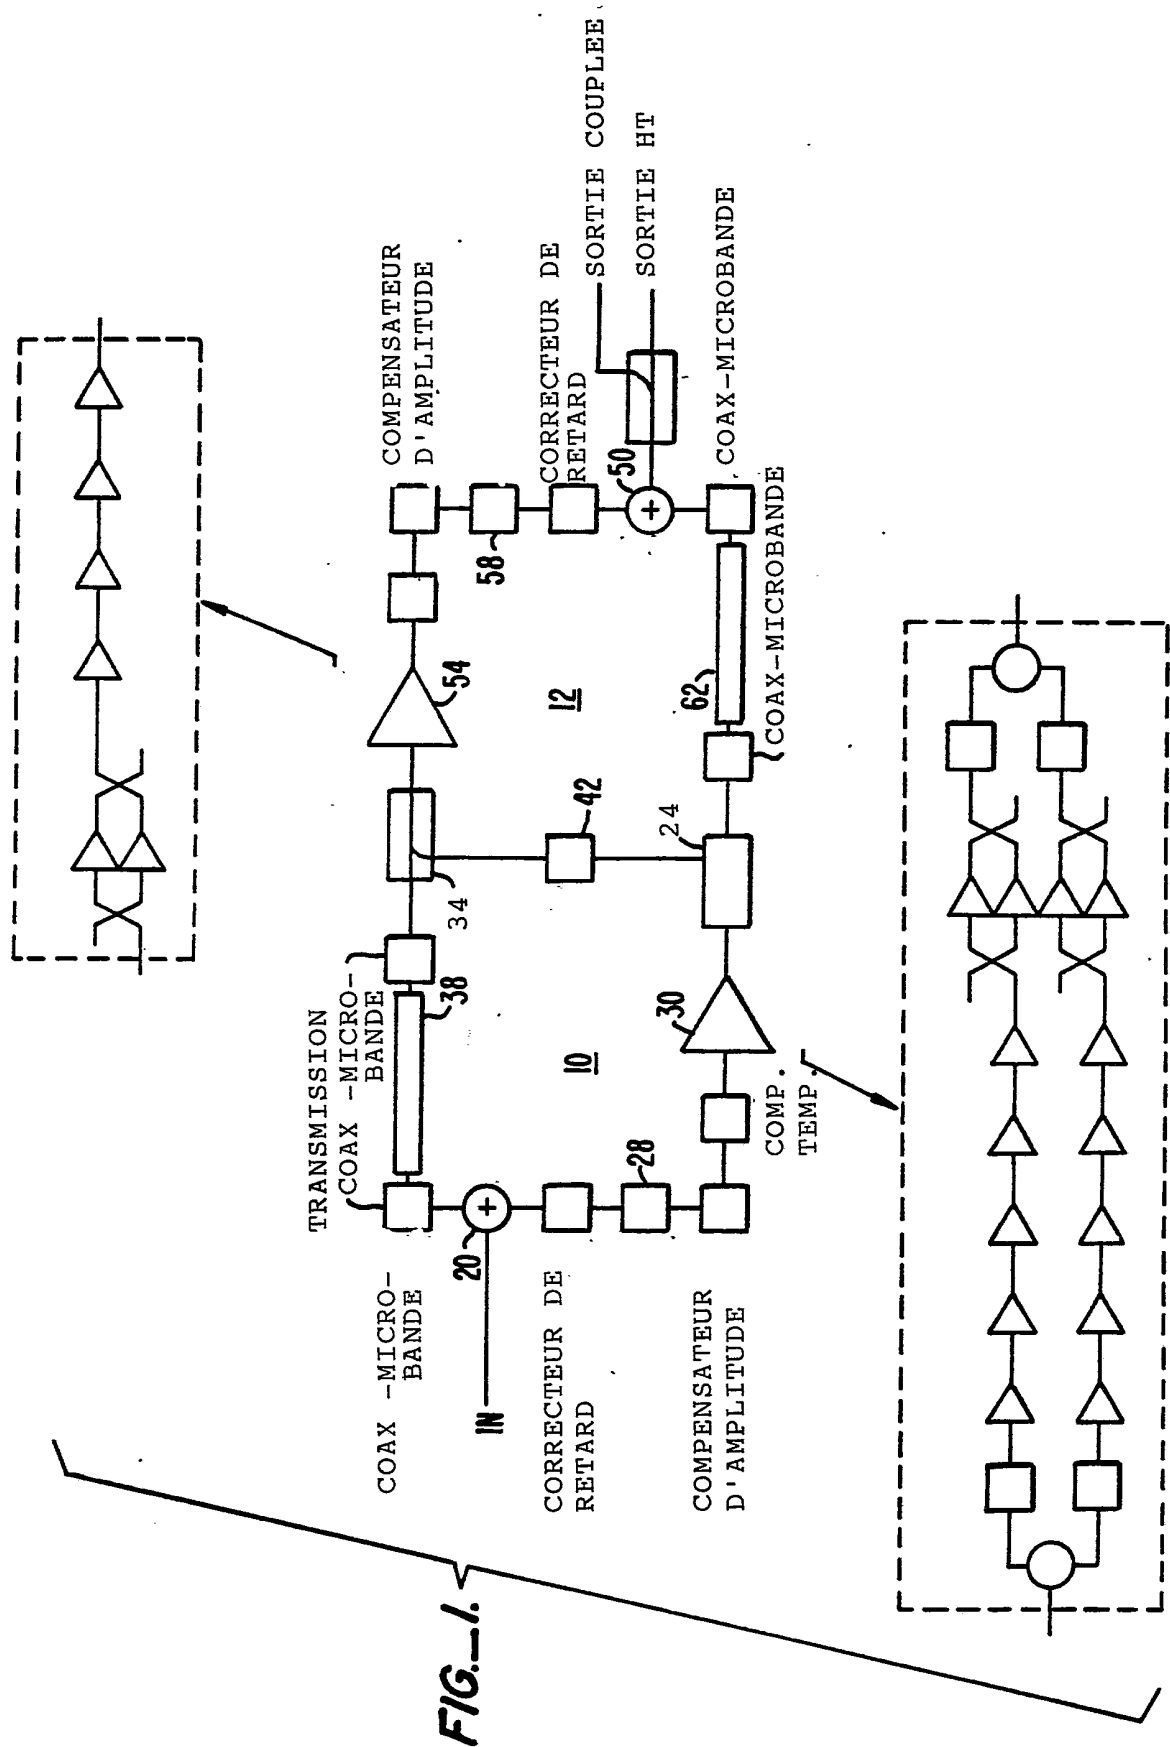 FIG._1.
TRANSMISSION
COAX -MICRO-
BANDE
COAX -MICRO-
BANDE
38
34
54
COMPENSATEUR
D'AMPLITUDE
58
CORRECTEUR DE
RETARD
SORTIE COUPLEE
SORTIE HT
50
IN
20
10
42
12
CORRECTEUR DE
RETARD
28
30
24
62
COAX-MICROBANDE
COAX-MICROBANDE
COMPENSATEUR
D'AMPLITUDE
COMP.
TEMP.